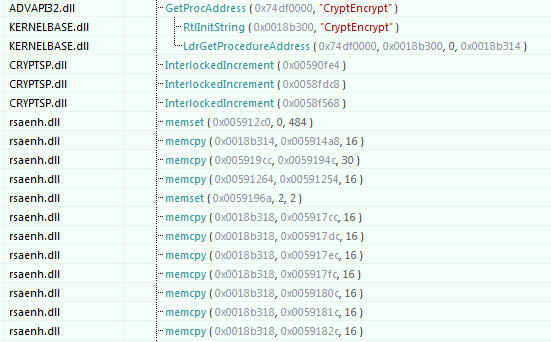 ADVAPI32.dll GetProcAddress ( 0x74df0000, "CryptEncrypt" )
KERNELBASE.dll RtlInitString ( 0x0018b300, "CryptEncrypt" )
KERNELBASE.dll LdrGetProcedureAddress ( 0x74df0000, 0x0018b300, 0, 0x0018b314 )
CRYPTSP.dll InterlockedIncrement ( 0x00590fe4 )
CRYPTSP.dll InterlockedIncrement ( 0x0058fdc8 )
CRYPTSP.dll InterlockedIncrement ( 0x0058f568 )
rsaenh.dll memset ( 0x005912c0, 0, 484 )
rsaenh.dll memcpy ( 0x0018b314, 0x005914a8, 16 )
rsaenh.dll memcpy ( 0x005919cc, 0x0059194c, 30 )
rsaenh.dll memcpy ( 0x00591264, 0x00591254, 16 )
rsaenh.dll memset ( 0x0059196a, 2, 2 )
rsaenh.dll memcpy ( 0x0018b318, 0x005917cc, 16 )
rsaenh.dll memcpy ( 0x0018b318, 0x005917dc, 16 )
rsaenh.dll memcpy ( 0x0018b318, 0x005917ec, 16 )
rsaenh.dll memcpy ( 0x0018b318, 0x005917fc, 16 )
rsaenh.dll memcpy ( 0x0018b318, 0x0059180c, 16 )
rsaenh.dll memcpy ( 0x0018b318, 0x0059181c, 16 )
rsaenh.dll memcpy ( 0x0018b318, 0x0059182c, 16 )